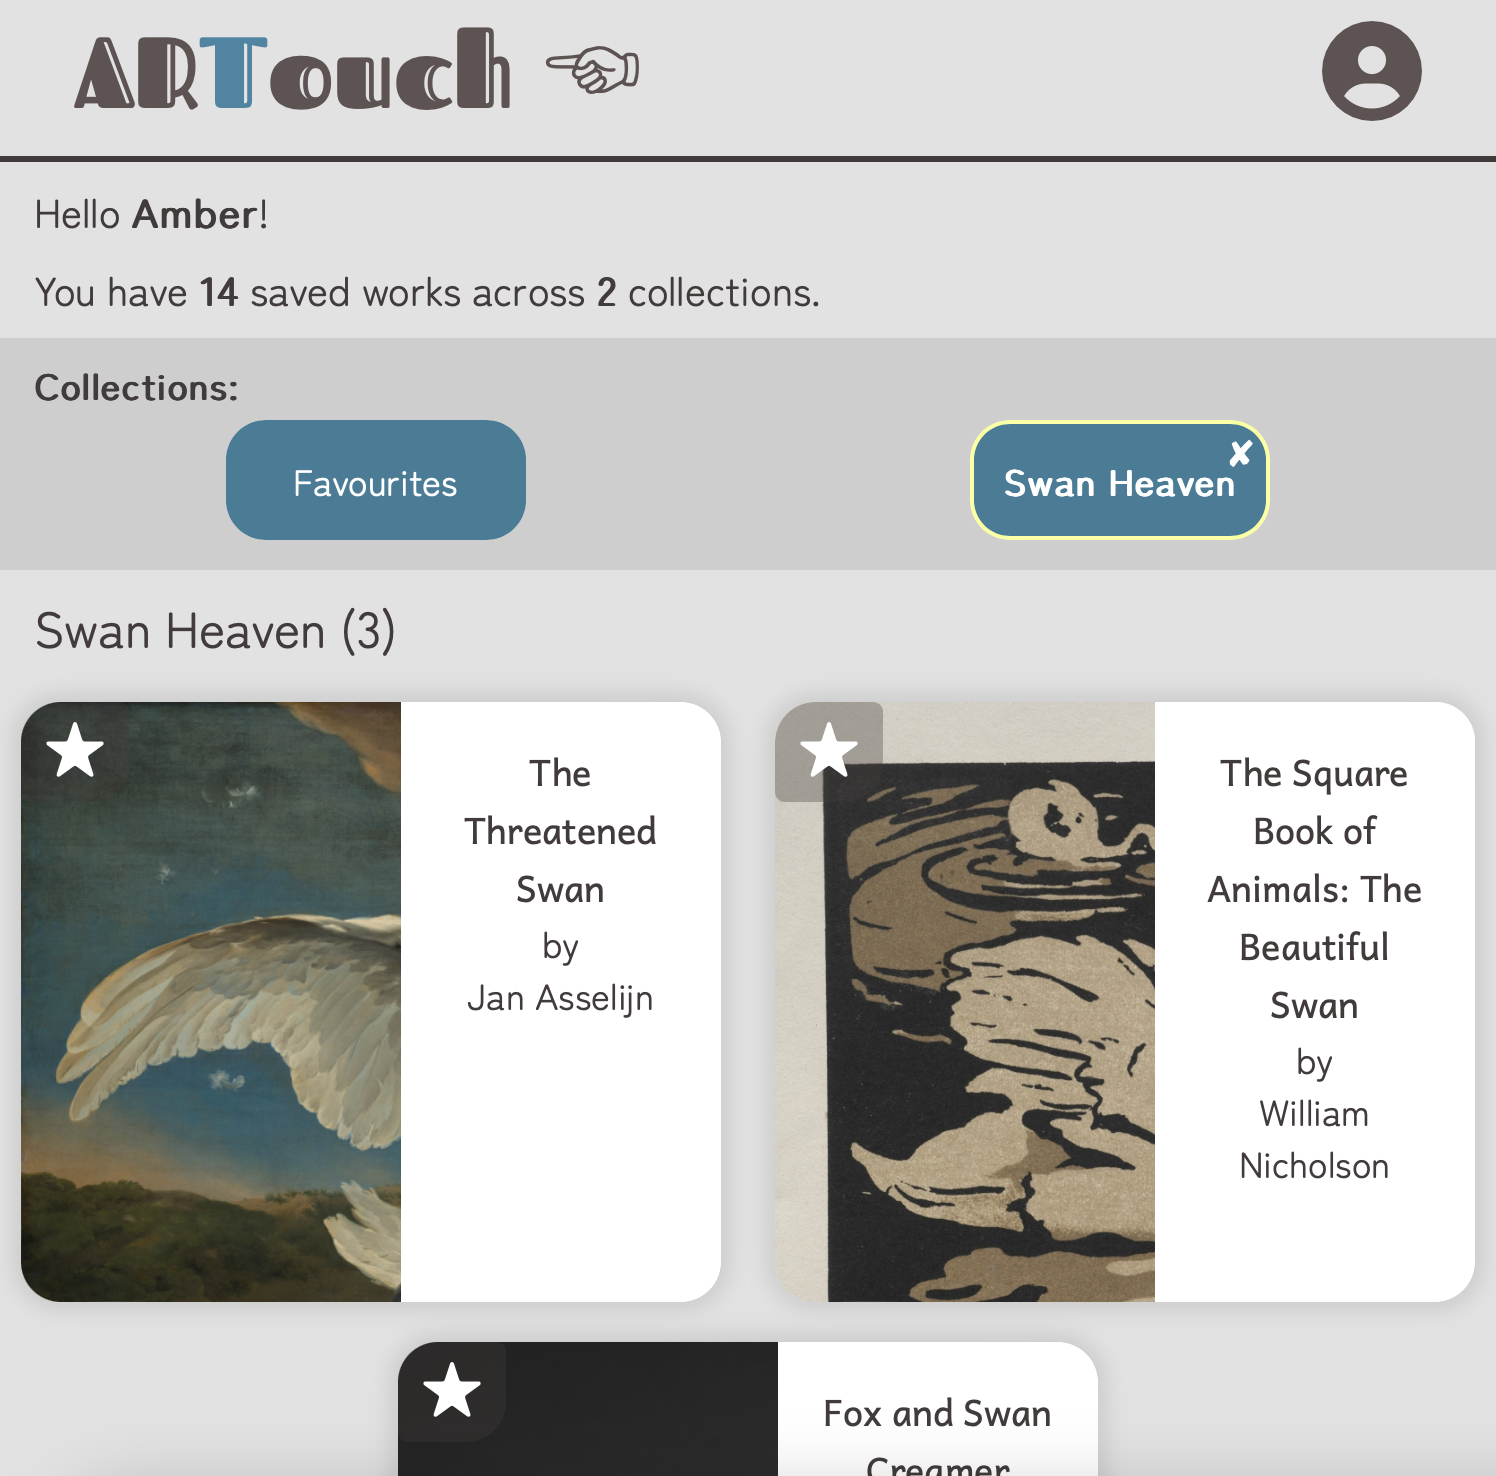 ARTouch
Hello Amber!
You have 14 saved works across 2 collections.
Collections:
Favourites
Swan Heaven ✘
Swan Heaven (3)
The
Threatened
Swan
by
Jan Asselijn
The Square
Book of
Animals: The
Beautiful
Swan
by
William
Nicholson
Fox and Swan
Creamer